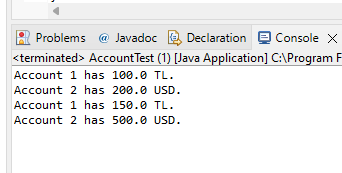 Problems Javadoc Declaration Console
<terminated> AccountTest (1) [Java Application] C:\Program F
Account 1 has 100.0 TL.
Account 2 has 200.0 USD.
Account 1 has 150.0 TL.
Account 2 has 500.0 USD.